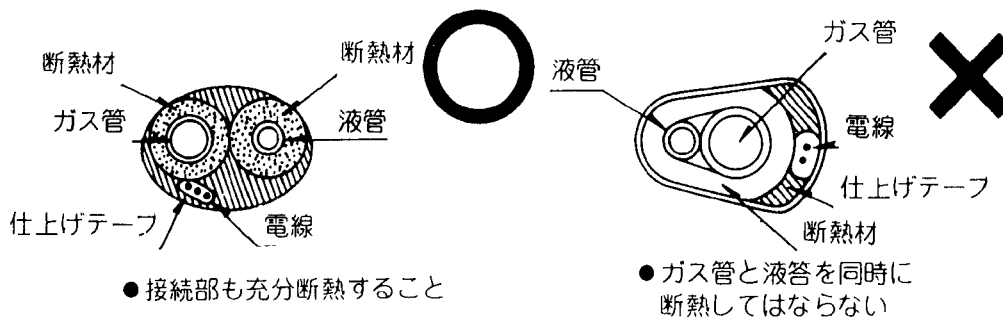 断熱材
断熱材
ガス管
液管
仕上げテープ
電線
●接続部も充分断熱すること
ガス管
液管
電線
仕上げテープ
断熱材
●ガス管と液答を同時に
断熱してはならない